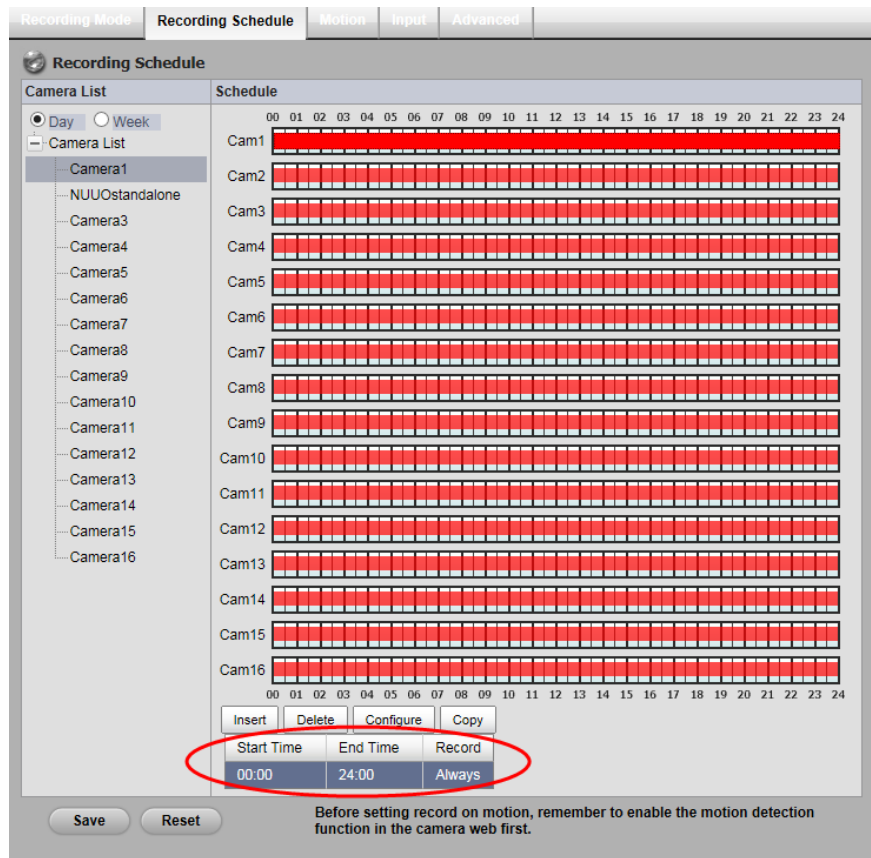 Recording Mode Recording Schedule Motion Input Advanced
Recording Schedule
Camera List Schedule
Day Week
Camera List
Camera1
NUUOstandalone
Camera3
Camera4
Camera5
Camera6
Camera7
Camera8
Camera9
Camera10
Camera11
Camera12
Camera13
Camera14
Camera15
Camera16
00 01 02 03 04 05 06 07 08 09 10 11 12 13 14 15 16 17 18 19 20 21 22 23 24
Cam1
Cam2
Cam3
Cam4
Cam5
Cam6
Cam7
Cam8
Cam9
Cam10
Cam11
Cam12
Cam13
Cam14
Cam15
Cam16
00 01 02 03 04 05 06 07 08 09 10 11 12 13 14 15 16 17 18 19 20 21 22 23 24
Insert Delete Configure Copy
Start Time End Time Record
00:00 24:00 Always
Save Reset
Before setting record on motion, remember to enable the motion detection
function in the camera web first.